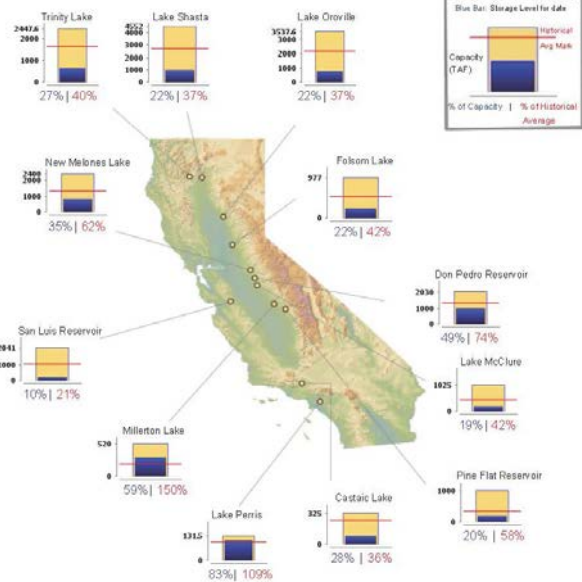 Trinity Lake
2447.6
2000
1000
0
27% | 40%
Lake Shasta
4552
4000
3000
2000
1000
0
22% | 37%
Lake Oroville
3537.6
3000
2000
1000
0
22% | 37%
Blue Bar: Storage Level for date
Historical
Avg Mark
Capacity
(TAF)
% of Capacity | % of Historical
Average
New Melones Lake
2400
2000
1000
0
35% | 62%
Folsom Lake
977
0
22% | 42%
Don Pedro Reservoir
2030
1000
0
49% | 74%
San Luis Reservoir
2041
1000
0
10% | 21%
Lake McClure
1025
0
19% | 42%
Millerton Lake
520
0
59% | 150%
Pine Flat Reservoir
1000
0
20% | 58%
Castaic Lake
325
0
28% | 36%
Lake Perris
131.5
0
83% | 109%